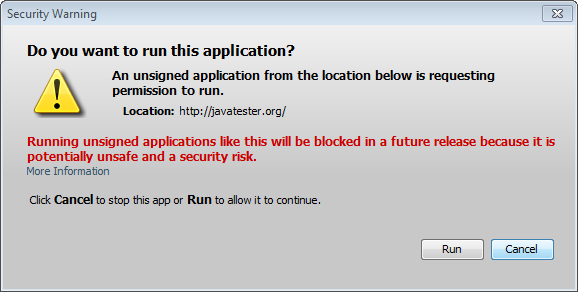 Security Warning
Do you want to run this application?
An unsigned application from the location below is requesting
permission to run.
Location: http://javatester.org/
Running unsigned applications like this will be blocked in a future release because it is
potentially unsafe and a security risk.
More Information
Click Cancel to stop this app or Run to allow it to continue.
Run Cancel